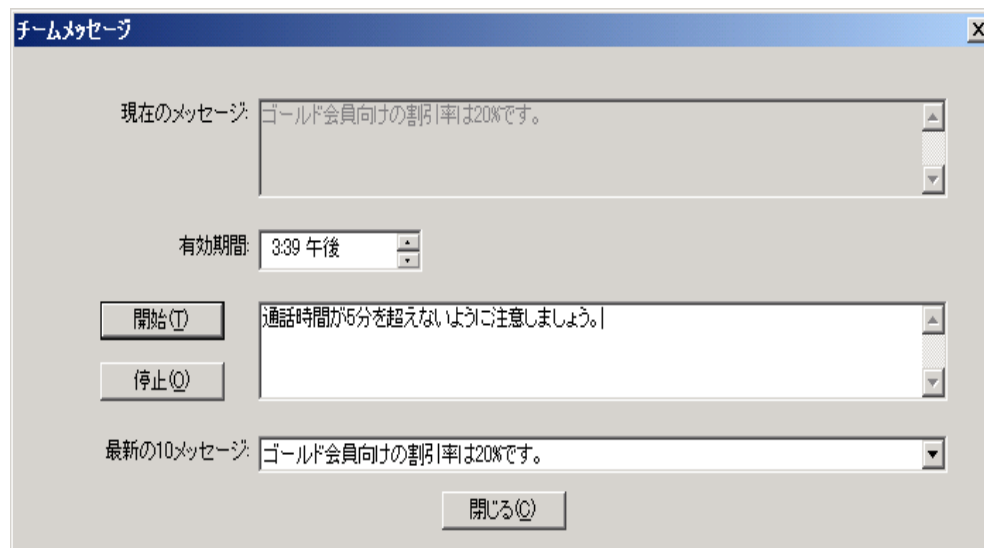 チームメッセージ
現在のメッセージ: ゴールド会員向けの割引率は20%です。
有効期間: 3:39 午後
開始(T) 通話時間が5分を超えないように注意しましょう。
停止(O)
最新の10メッセージ: ゴールド会員向けの割引率は20%です。
閉じる(C)